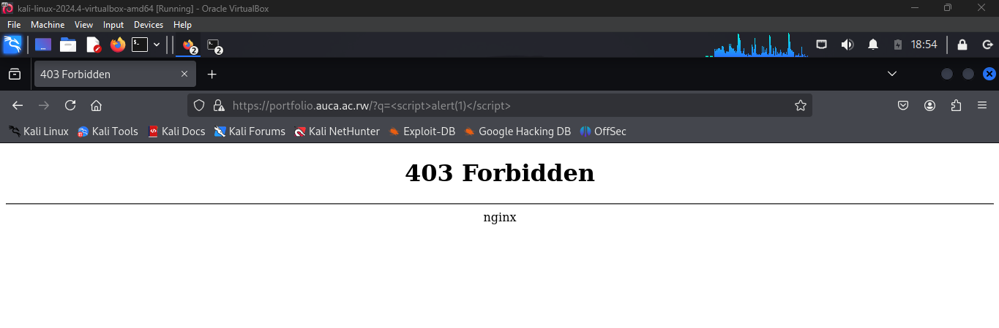 kali-linux-2024.4-virtualbox-amd64 [Running] - Oracle VirtualBox
File Machine View Input Devices Help
2 2 18:54
403 Forbidden
https://portfolio.auca.ac.rw/?q=<script>alert(1)</script>
Kali Linux Kali Tools Kali Docs Kali Forums Kali NetHunter Exploit-DB Google Hacking DB OffSec
403 Forbidden
nginx